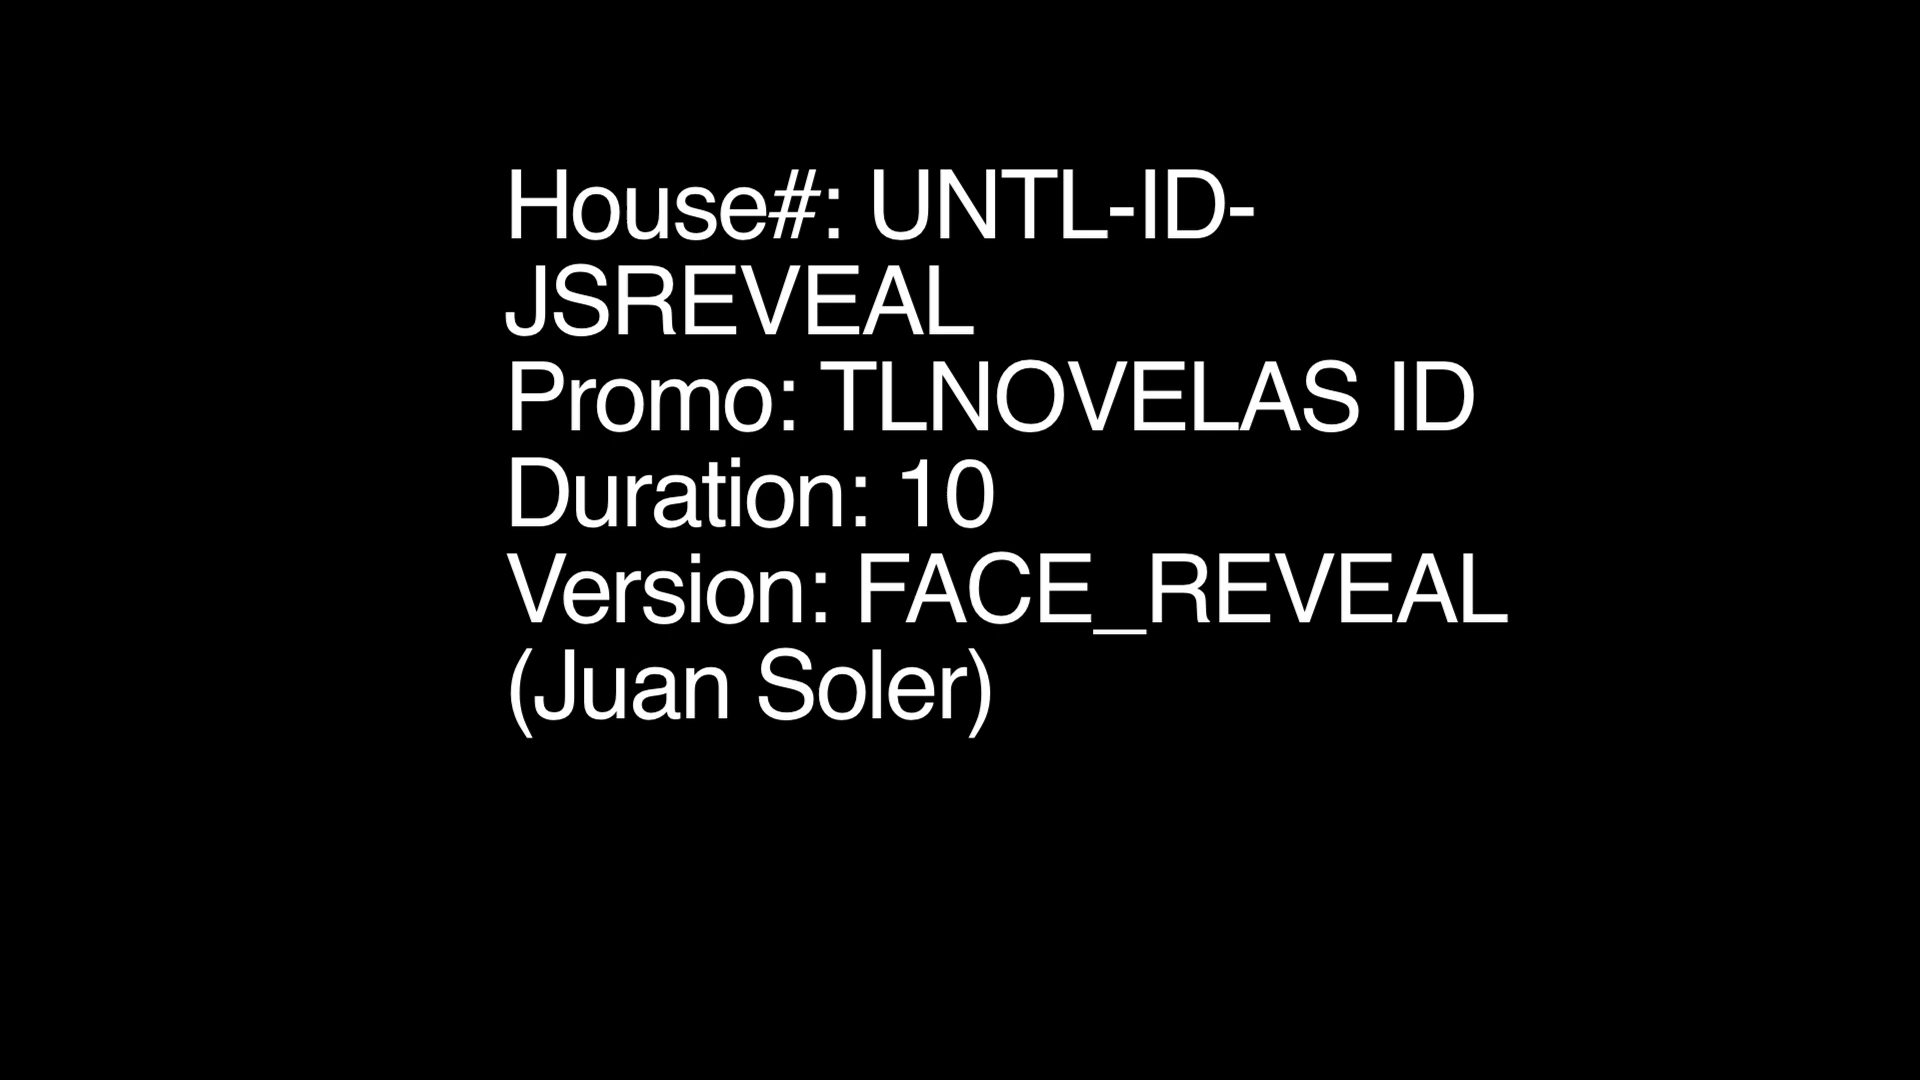 House#: UNTL-ID-
JSREVEAL
Promo: TLNOVELAS ID
Duration: 10
Version: FACE_REVEAL
(Juan Soler)